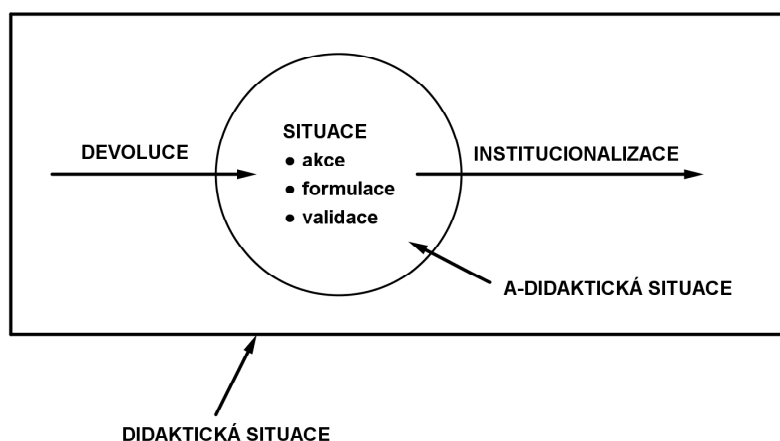 DEVOLUCE
SITUACE
• akce
• formulace
• validace
INSTITUCIONALIZACE
A-DIDAKTICKÁ SITUACE
DIDAKTICKÁ SITUACE